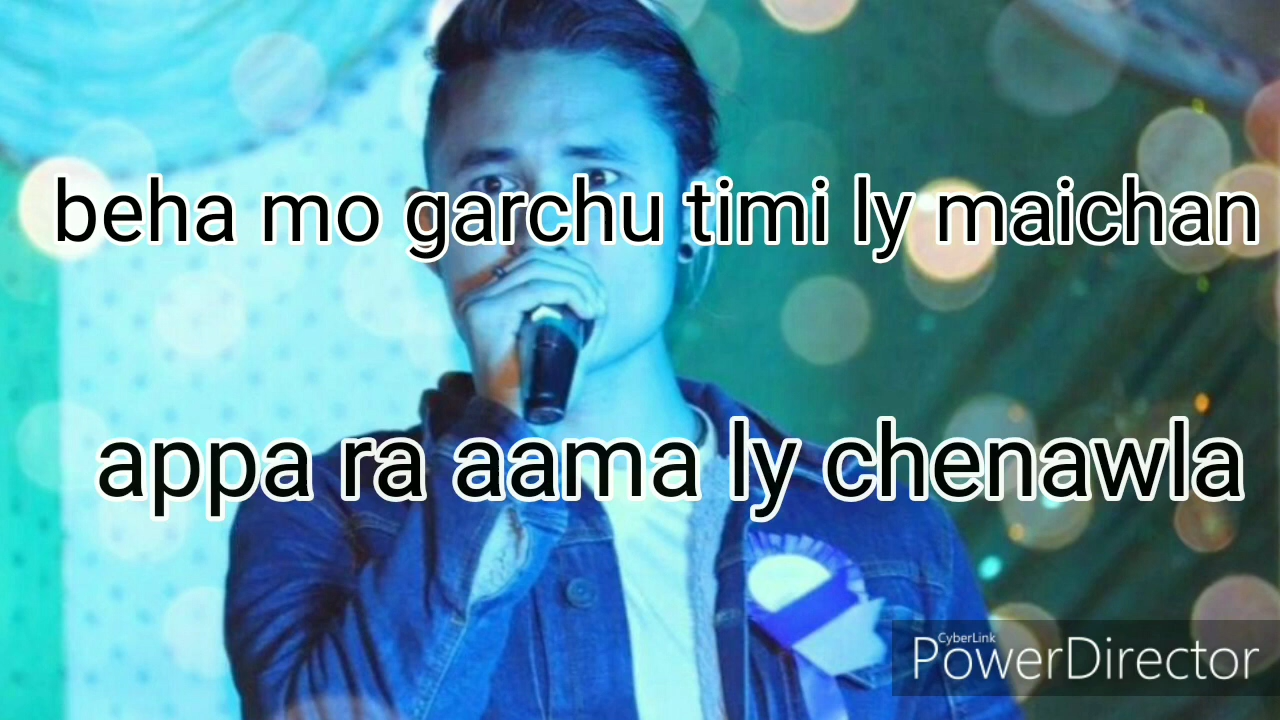 beha mo garchu timi ly maichan
appa ra aama ly chenawla
CyberLink
PowerDirector